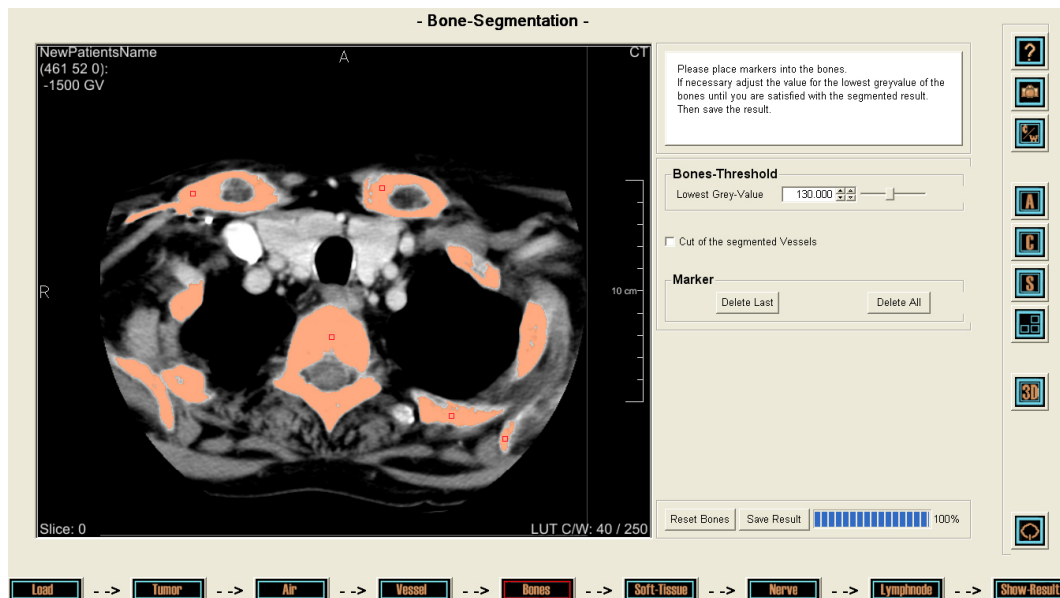 - Bone-Segmentation -
NewPatientsName
(461 52 0):
-1500 GV
A
CT
R
10 cm
Slice: 0
LUT C/W: 40 / 250
Please place markers into the bones.
If necessary adjust the value for the lowest greyvalue of the
bones until you are satisfied with the segmented result.
Then save the result.
Bones-Threshold
Lowest Grey-Value 130.000
Cut of the segmented Vessels
Marker
Delete Last Delete All
Reset Bones Save Result 100%
?
C/W
A
C
S
3D
Load - -> Tumor - -> Air - -> Vessel - -> Bones - -> Soft-Tissue - -> Nerve - -> Lymphnode - -> Show-Result